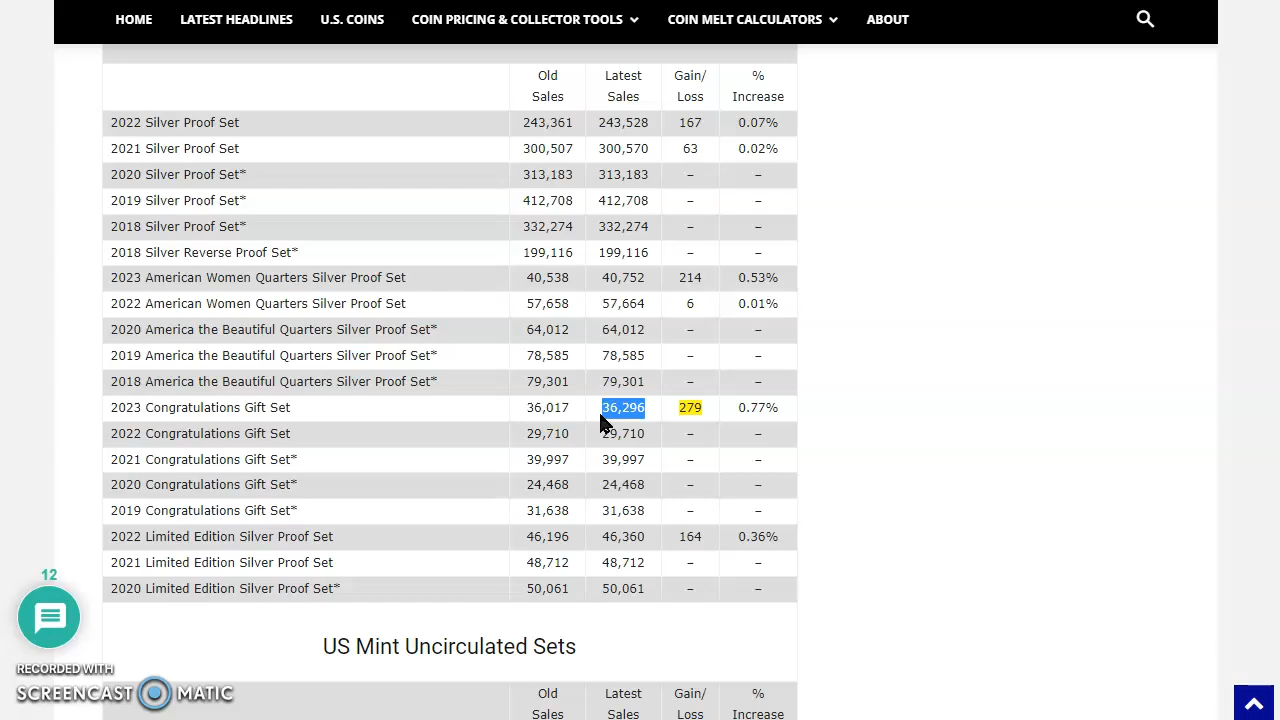 HOME LATEST HEADLINES U.S. COINS COIN PRICING & COLLECTOR TOOLS COIN MELT CALCULATORS ABOUT
Old Sales Latest Sales Gain/ Loss % Increase
2022 Silver Proof Set 243,361 243,528 167 0.07%
2021 Silver Proof Set 300,507 300,570 63 0.02%
2020 Silver Proof Set* 313,183 313,183 – –
2019 Silver Proof Set* 412,708 412,708 – –
2018 Silver Proof Set* 332,274 332,274 – –
2018 Silver Reverse Proof Set* 199,116 199,116 – –
2023 American Women Quarters Silver Proof Set 40,538 40,752 214 0.53%
2022 American Women Quarters Silver Proof Set 57,658 57,664 6 0.01%
2020 America the Beautiful Quarters Silver Proof Set* 64,012 64,012 – –
2019 America the Beautiful Quarters Silver Proof Set* 78,585 78,585 – –
2018 America the Beautiful Quarters Silver Proof Set* 79,301 79,301 – –
2023 Congratulations Gift Set 36,017 36,296 279 0.77%
2022 Congratulations Gift Set 29,710 29,710 – –
2021 Congratulations Gift Set* 39,997 39,997 – –
2020 Congratulations Gift Set* 24,468 24,468 – –
2019 Congratulations Gift Set* 31,638 31,638 – –
2022 Limited Edition Silver Proof Set 46,196 46,360 164 0.36%
2021 Limited Edition Silver Proof Set 48,712 48,712 – –
2020 Limited Edition Silver Proof Set* 50,061 50,061 – –
12
US Mint Uncirculated Sets
RECORDED WITH
SCREENCAST MATIC
Old Sales Latest Sales Gain/ Loss % Increase